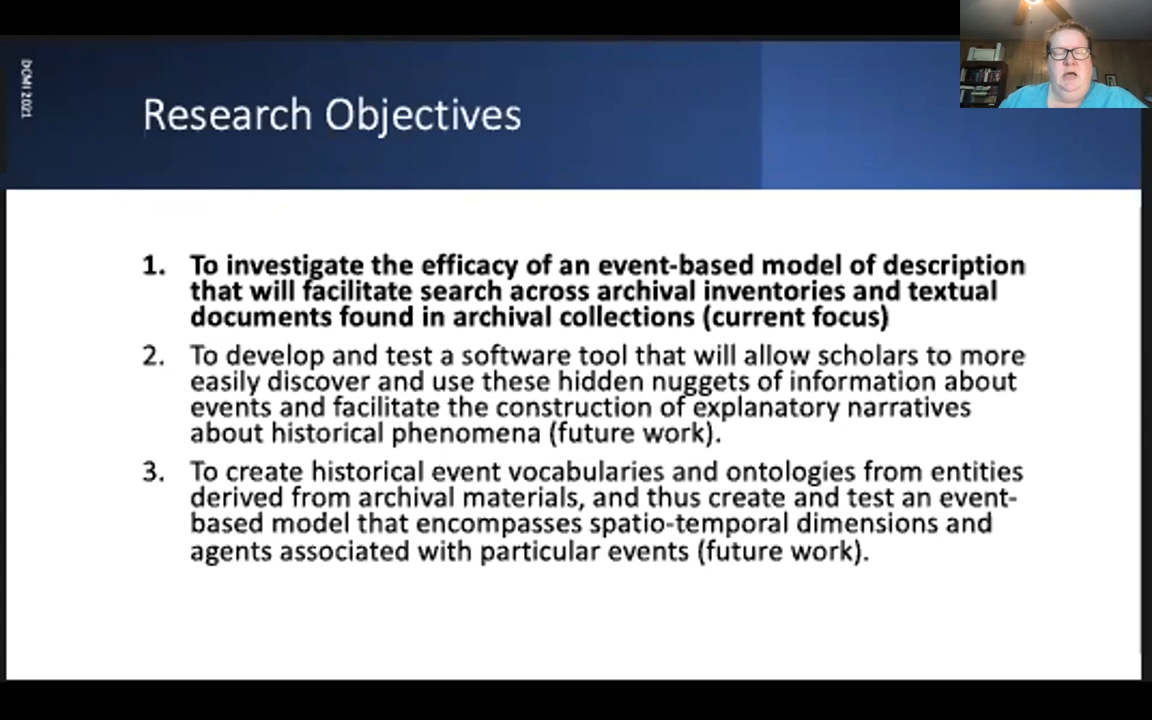 DCMI 2021
Research Objectives
1. To investigate the efficacy of an event-based model of description
that will facilitate search across archival inventories and textual
documents found in archival collections (current focus)
2. To develop and test a software tool that will allow scholars to more
easily discover and use these hidden nuggets of information about
events and facilitate the construction of explanatory narratives
about historical phenomena (future work).
3. To create historical event vocabularies and ontologies from entities
derived from archival materials, and thus create and test an event-
based model that encompasses spatio-temporal dimensions and
agents associated with particular events (future work).